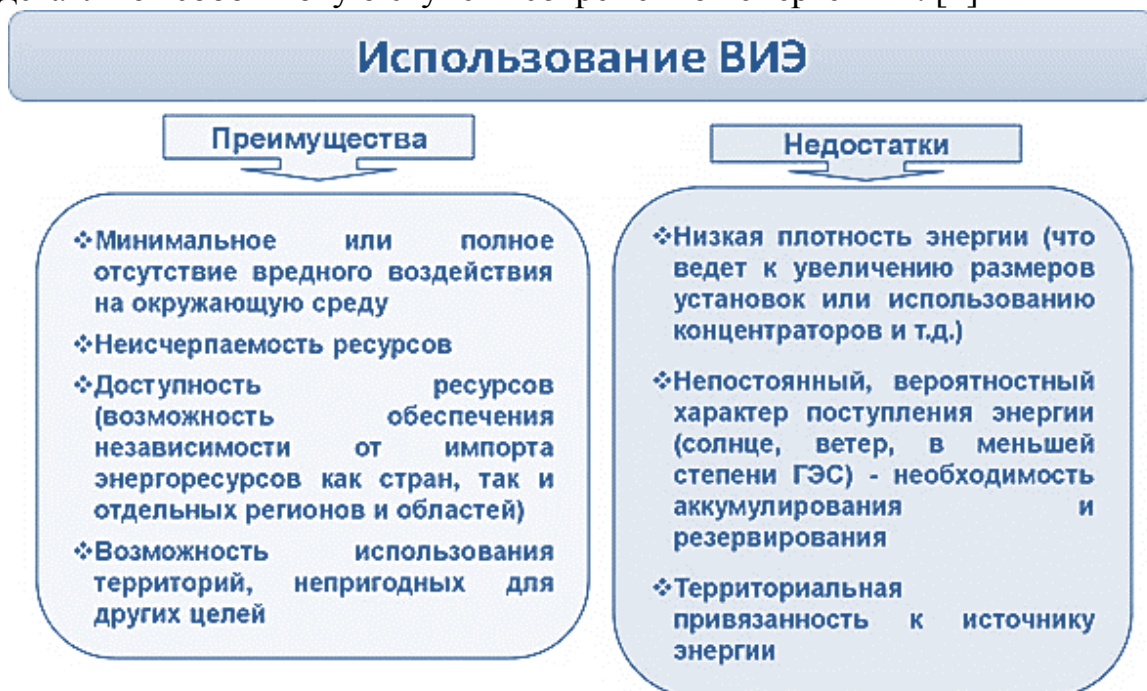 Использование ВИЭ
Преимущества
❖Минимальное или полное
отсутствие вредного воздействия
на окружающую среду
❖Неисчерпаемость ресурсов
❖Доступность ресурсов
(возможность обеспечения
независимости от импорта
энергоресурсов как стран, так и
отдельных регионов и областей)
❖Возможность использования
территорий, непригодных для
других целей
Недостатки
❖Низкая плотность энергии (что
ведет к увеличению размеров
установок или использованию
концентраторов и т.д.)
❖Непостоянный, вероятностный
характер поступления энергии
(солнце, ветер, в меньшей
степени ГЭС) - необходимость
аккумулирования и
резервирования
❖Территориальная
привязанность к источнику
энергии